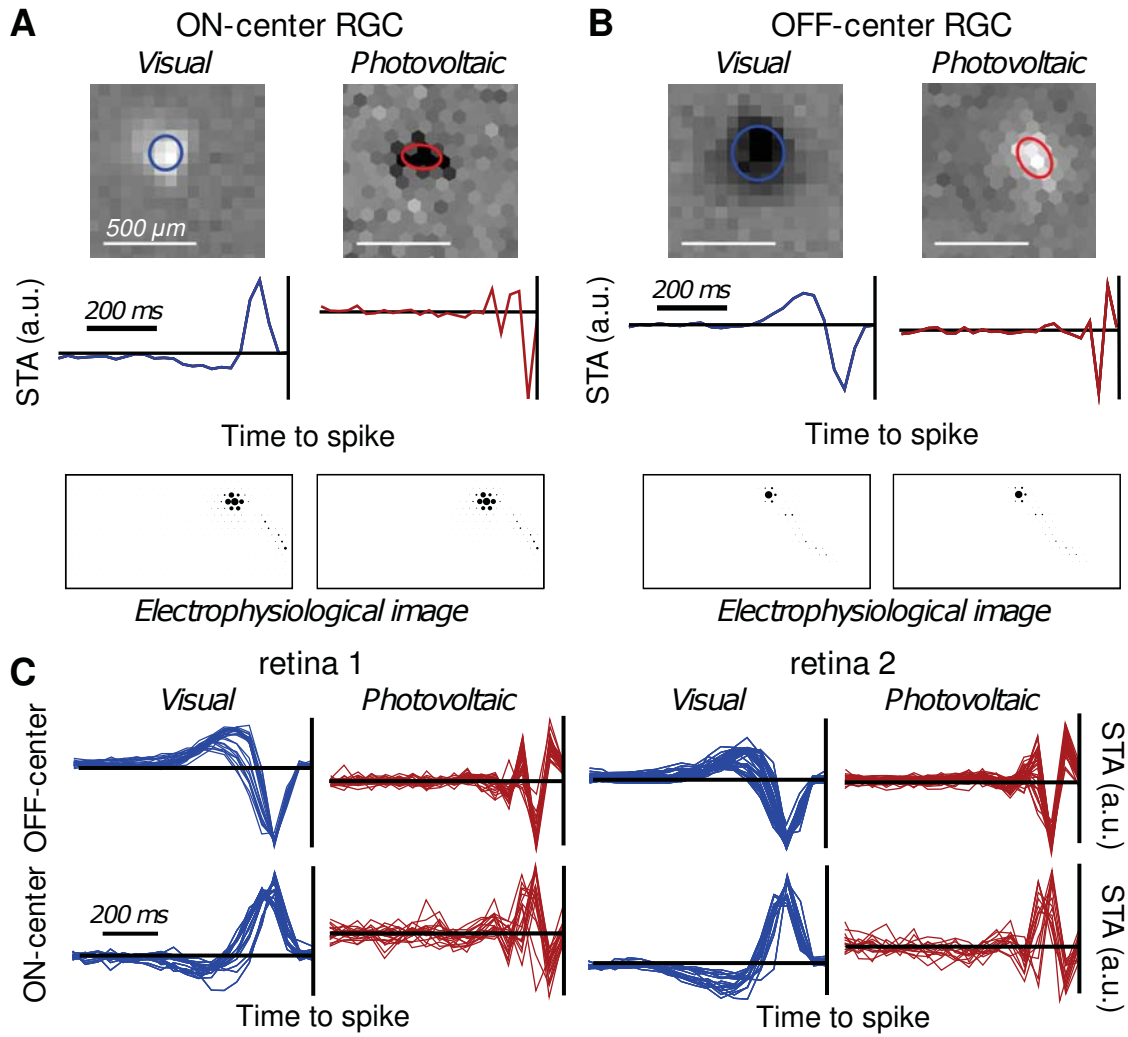 A ON-center RGC
Visual Photovoltaic
500 μm
STA (a.u.)
200 ms
Time to spike
Electrophysiological image
B OFF-center RGC
Visual Photovoltaic
STA (a.u.)
200 ms
Time to spike
Electrophysiological image
C retina 1 retina 2
Visual Photovoltaic Visual Photovoltaic
OFF-center
STA (a.u.)
ON-center
200 ms
STA (a.u.)
Time to spike Time to spike